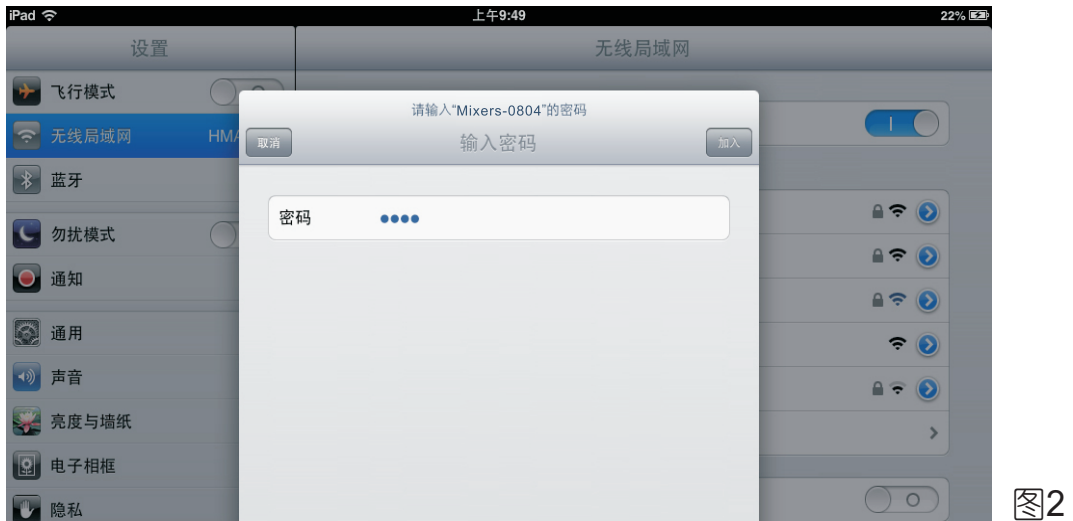 iPad 上午9:49 22%
设置 无线局域网
飞行模式
请输入“Mixers-0804”的密码
无线局域网 HMA
取消 输入密码 加入
蓝牙
密码 ••••
勿扰模式
通知
通用
声音
亮度与墙纸
电子相框
隐私
图2